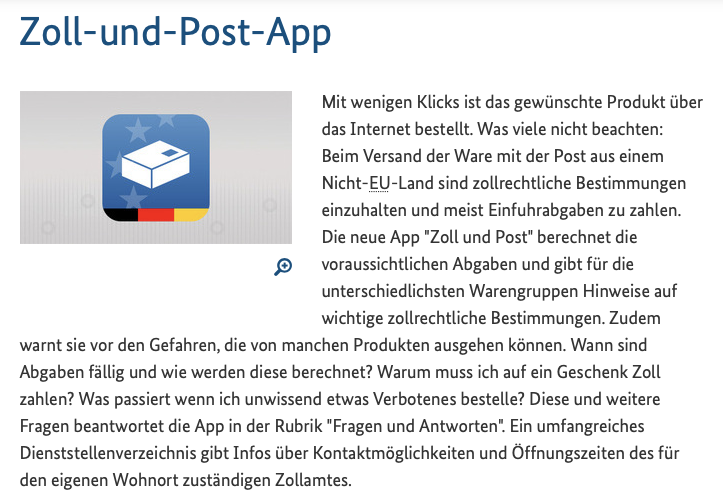 Zoll-und-Post-App
Mit wenigen Klicks ist das gewünschte Produkt über
das Internet bestellt. Was viele nicht beachten:
Beim Versand der Ware mit der Post aus einem
Nicht-EU-Land sind zollrechtliche Bestimmungen
einzuhalten und meist Einfuhrabgaben zu zahlen.
Die neue App "Zoll und Post" berechnet die
voraussichtlichen Abgaben und gibt für die
unterschiedlichsten Warengruppen Hinweise auf
wichtige zollrechtliche Bestimmungen. Zudem
warnt sie vor den Gefahren, die von manchen Produkten ausgehen können. Wann sind
Abgaben fällig und wie werden diese berechnet? Warum muss ich auf ein Geschenk Zoll
zahlen? Was passiert wenn ich unwissend etwas Verbotenes bestelle? Diese und weitere
Fragen beantwortet die App in der Rubrik "Fragen und Antworten". Ein umfangreiches
Dienststellenverzeichnis gibt Infos über Kontaktmöglichkeiten und Öffnungszeiten des für
den eigenen Wohnort zuständigen Zollamtes.